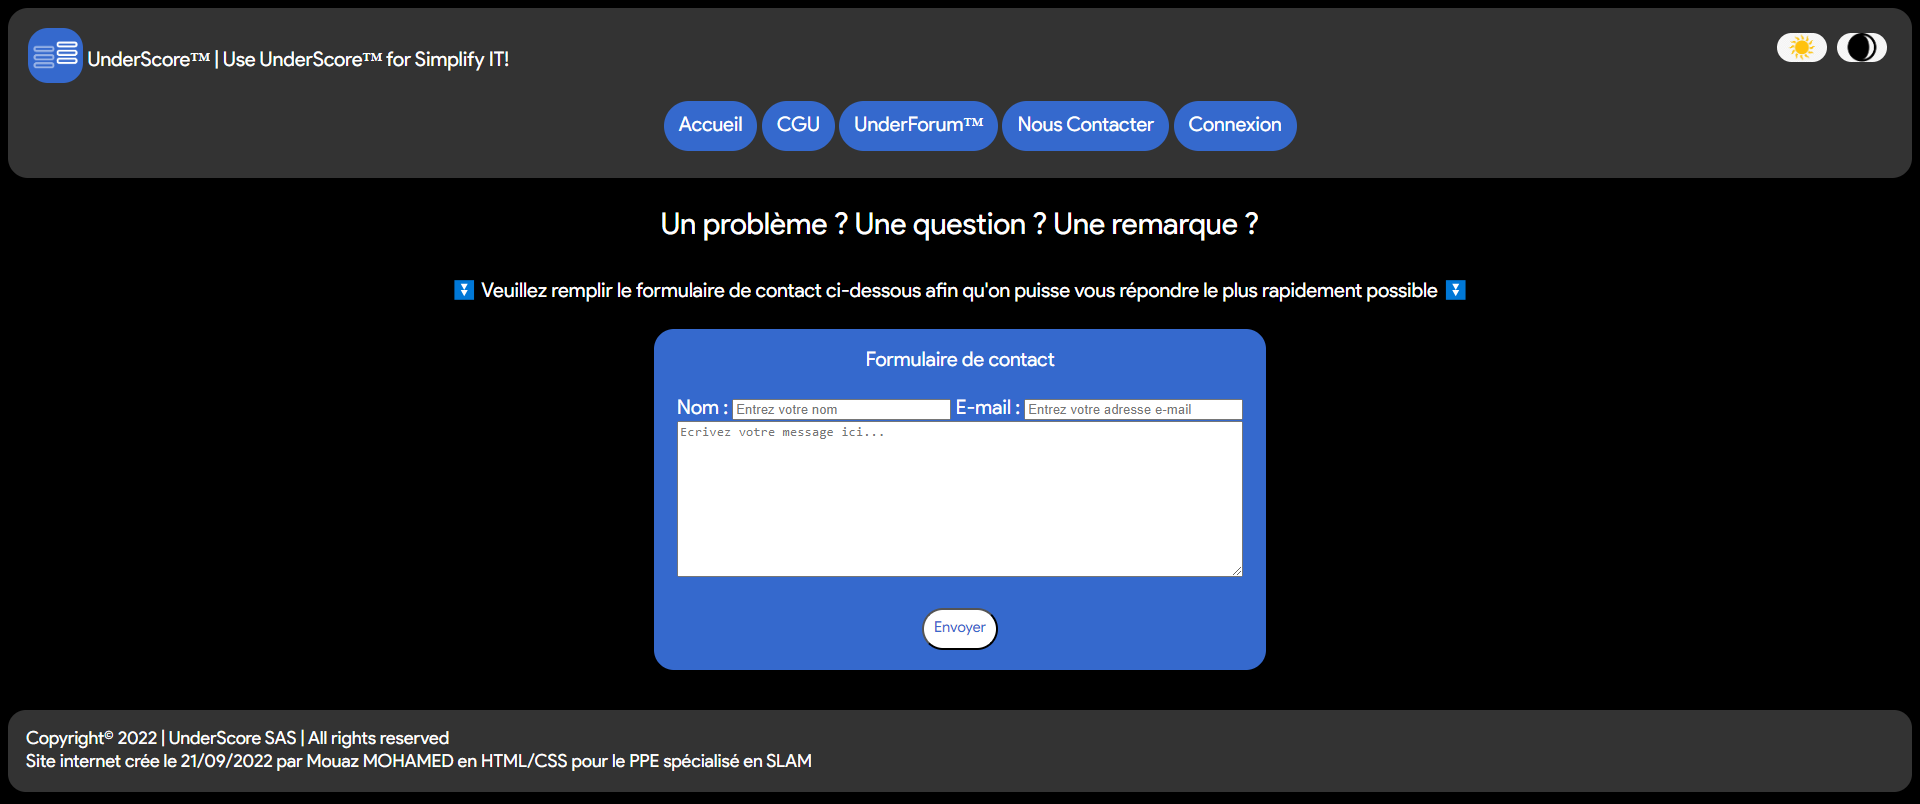 UnderScore™ | Use UnderScore™ for Simplify IT!
Accueil CGU UnderForum™ Nous Contacter Connexion
Un problème ? Une question ? Une remarque ?
⏬ Veuillez remplir le formulaire de contact ci-dessous afin qu'on puisse vous répondre le plus rapidement possible ⏬
Formulaire de contact
Nom : Entrez votre nom E-mail : Entrez votre adresse e-mail
Ecrivez votre message ici...
Envoyer
Copyright© 2022 | UnderScore SAS | All rights reserved
Site internet crée le 21/09/2022 par Mouaz MOHAMED en HTML/CSS pour le PPE spécialisé en SLAM